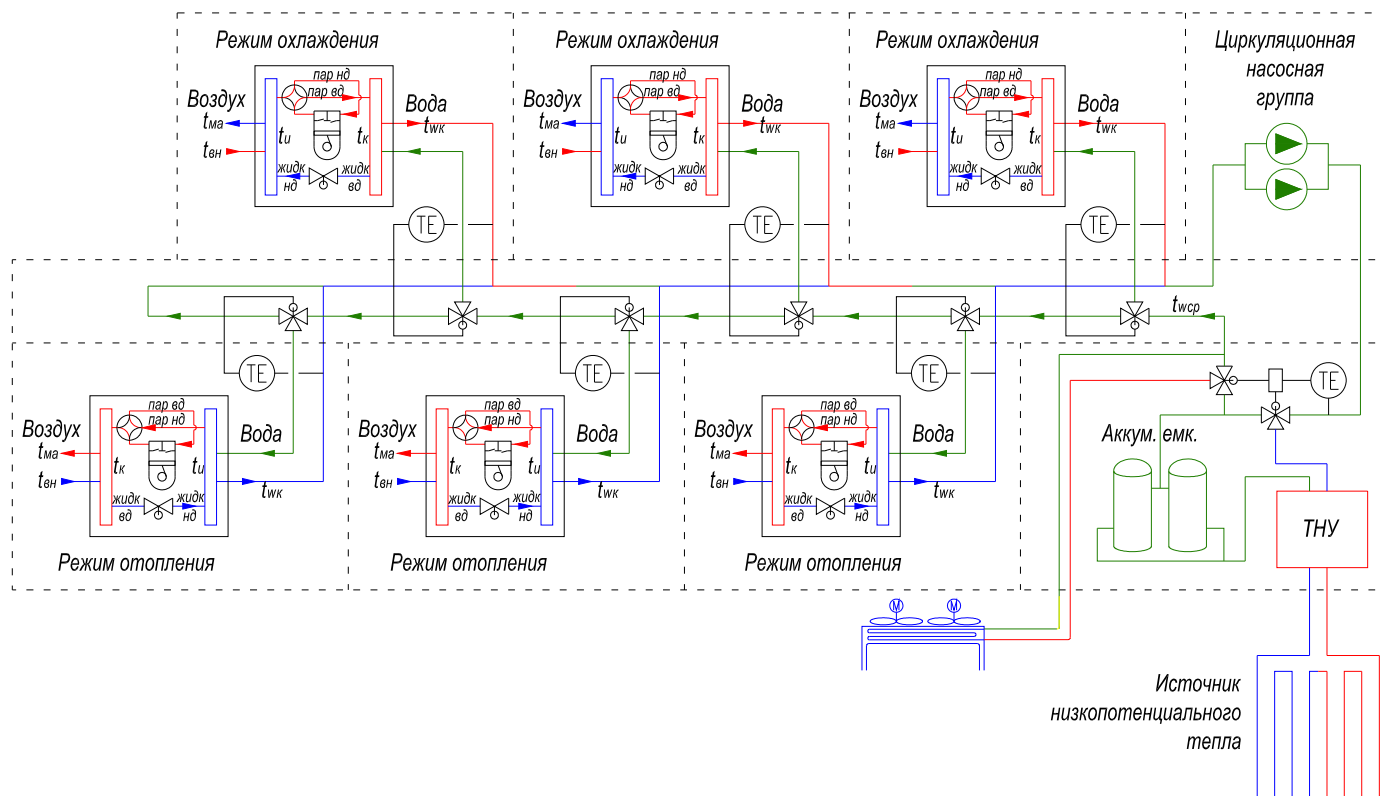 Режим охлаждения
Режим охлаждения
Режим охлаждения
Циркуляционная
насосная
группа
пар нд
пар вд
Воздух
Вода
tма
tи
tк
twк
tвн
жидк
нд
жидк
вд
TE
пар нд
пар вд
Воздух
Вода
tма
tи
tк
twк
tвн
жидк
нд
жидк
вд
TE
пар нд
пар вд
Воздух
Вода
tма
tи
tк
twк
tвн
жидк
нд
жидк
вд
TE
twср
TE
пар вд
пар нд
Воздух
Вода
tма
tк
tи
tвн
twк
жидк
вд
жидк
нд
Режим отопления
TE
пар вд
пар нд
Воздух
Вода
tма
tк
tи
tвн
twк
жидк
вд
жидк
нд
Режим отопления
TE
пар вд
пар нд
Воздух
Вода
tма
tк
tи
tвн
twк
жидк
вд
жидк
нд
Режим отопления
TE
Аккум. емк.
ТНУ
M
M
Источник
низкопотенциального
тепла